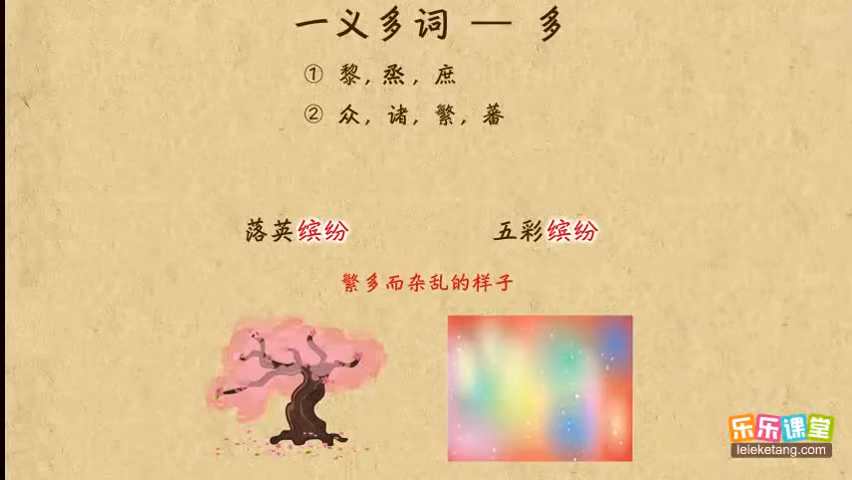 一义多词 — 多
① 黎，烝，庶
② 众，诸，繁，蕃
落英缤纷
五彩缤纷
繁多而杂乱的样子
乐乐课堂
leleketang.com